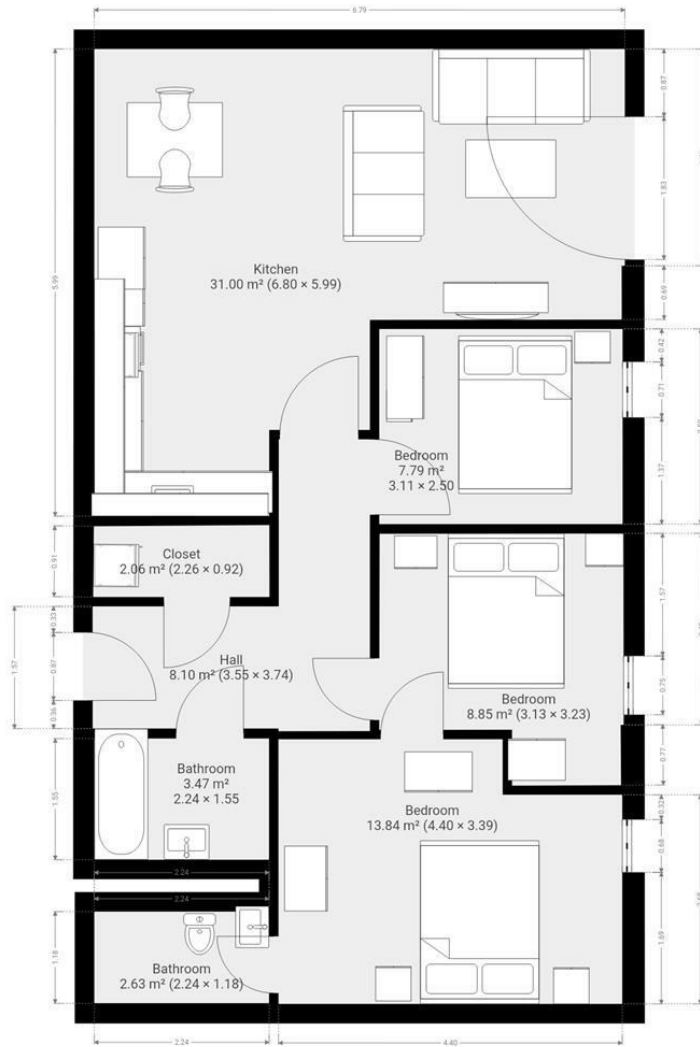 6.79
0.87
1.83
5.99
Kitchen
31.00 m² (6.80 × 5.99)
0.69
0.42
0.71
Bedroom
7.79 m²
3.11 × 2.50
1.37
Closet
2.06 m² (2.26 × 0.92)
0.91
1.57
0.33
1.57
0.87
Hall
8.10 m² (3.55 × 3.74)
0.75
Bedroom
8.85 m² (3.13 × 3.23)
0.36
0.77
Bathroom
3.47 m²
2.24 × 1.55
1.55
Bedroom
13.84 m² (4.40 × 3.39)
0.32
0.68
2.24
2.24
1.69
1.18
Bathroom
2.63 m² (2.24 × 1.18)
2.24
4.40